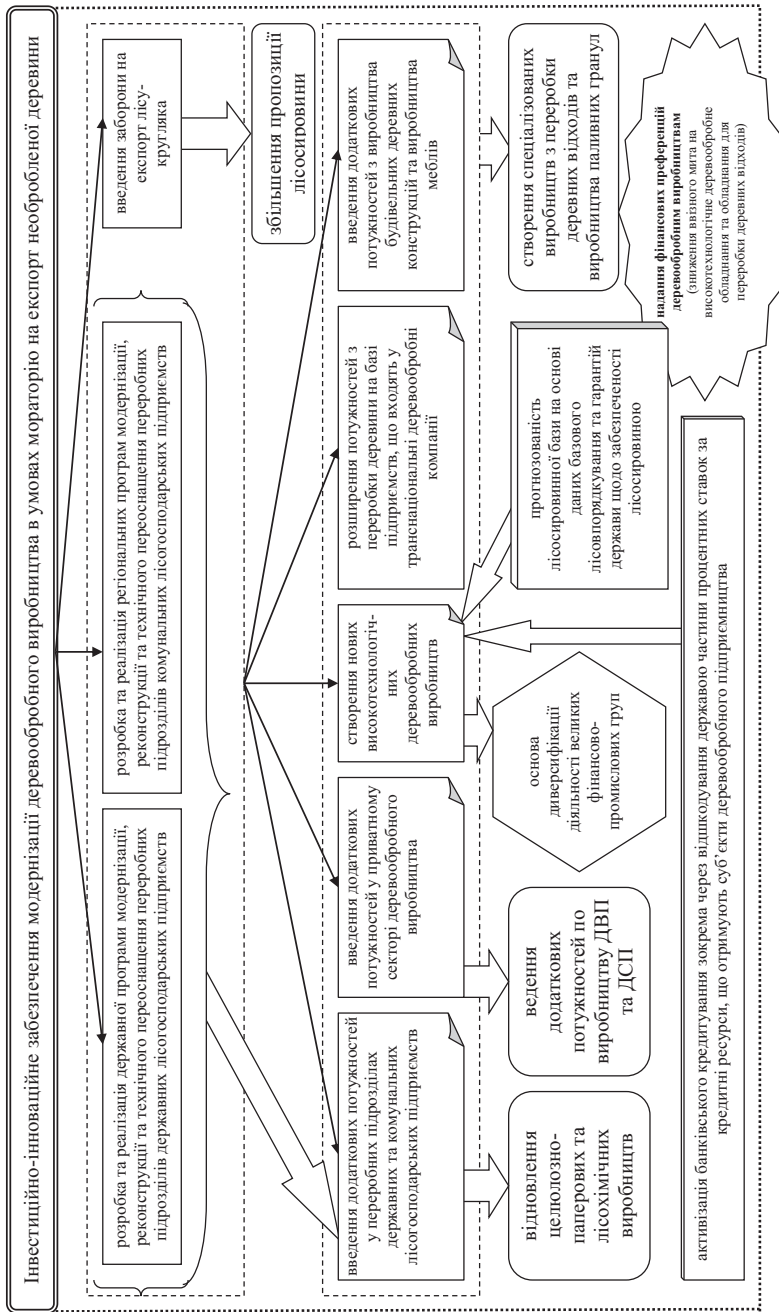 Інвестиційно-інноваційне забезпечення модернізації деревообробного виробництва в умовах мораторію на експорт необробленої деревини
розробка та реалізація державної програми модернізації,
реконструкції та технічного переоснащення переробних
підрозділів державних лісогосподарських підприємств
розробка та реалізація регіональних програм модернізації,
реконструкції та технічного переоснащення переробних
підрозділів комунальних лісогосподарських підприємств
введення заборони на
експорт лісу-
кругляка
збільшення пропозиції
лісосировини
введення додаткових потужностей
у переробних підрозділах
державних та комунальних
лісогосподарських підприємств
введення додаткових
потужностей у приватному
секторі деревообробного
виробництва
створення нових
високотехнологіч-
них
деревообробних
виробництв
розширення потужностей з
переробки деревини на базі
підприємств, що входять у
транснаціональні деревообробні
компанії
введення додаткових
потужностей з виробництва
будівельних деревних
конструкцій та виробництва
меблів
відновлення
целюлозно-
паперових та
лісохімічних
виробництв
ведення
додаткових
потужностей по
виробництву ДВП
та ДСП
основа
диверсифікації
діяльності великих
фінансово-
промислових груп
створення спеціалізованих
виробництв з переробки
деревних відходів та
виробництва паливних гранул
прогнозованість
лісосировинної бази на основі
даних базового
лісовпорядкування та гарантій
держави щодо забезпеченості
лісосировиною
надання фінансових преференцій
деревообробним виробництвам
(зниження ввізного мита на
високотехнологічне деревообробне
обладнання та обладнання для
переробки деревних відходів)
активізація банківського кредитування зокрема через відшкодування державою частини процентних ставок за
кредитні ресурси, що отримують суб’єкти деревообробного підприємництва